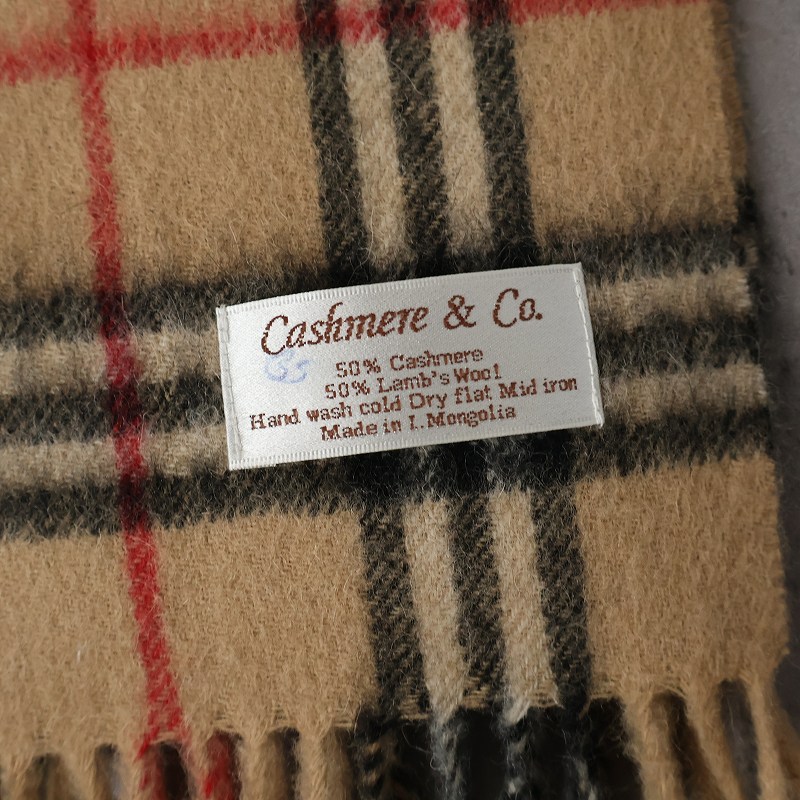 Cashmere & Co.
50% Cashmere
50% Lamb's Wool
Hand wash cold Dry flat Mid iron
Made in I. Mongolia